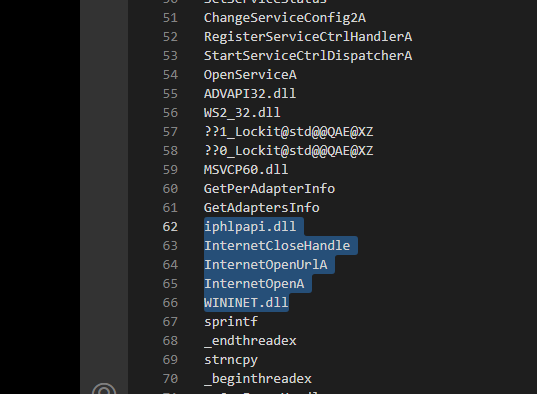 51 ChangeServiceConfig2A
52 RegisterServiceCtrlHandlerA
53 StartServiceCtrlDispatcherA
54 OpenServiceA
55 ADVAPI32.dll
56 WS2_32.dll
57 ??1_Lockit@std@@QAE@XZ
58 ??0_Lockit@std@@QAE@XZ
59 MSVCP60.dll
60 GetPerAdapterInfo
61 GetAdaptersInfo
62 iphlpapi.dll
63 InternetCloseHandle
64 InternetOpenUrlA
65 InternetOpenA
66 WININET.dll
67 sprintf
68 _endthreadex
69 strncpy
70 _beginthreadex